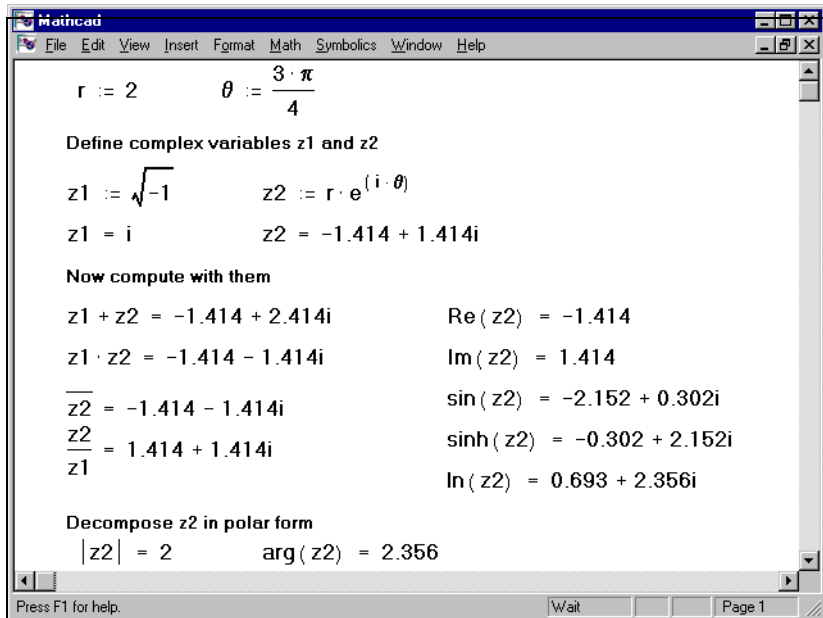 Mathcad
File Edit View Insert Format Math Symbolics Window Help
r := 2 θ := 3 · π / 4
Define complex variables z1 and z2
z1 := √-1 z2 := r · e^(i · θ)
z1 = i z2 = -1.414 + 1.414i
Now compute with them
z1 + z2 = -1.414 + 2.414i Re ( z2) = -1.414
z1 · z2 = -1.414 - 1.414i Im ( z2) = 1.414
z̅2̅ = -1.414 - 1.414i sin ( z2) = -2.152 + 0.302i
z2 / z1 = 1.414 + 1.414i sinh ( z2) = -0.302 + 2.152i
ln ( z2) = 0.693 + 2.356i
Decompose z2 in polar form
|z2| = 2 arg ( z2) = 2.356
Press F1 for help. Wait Page 1